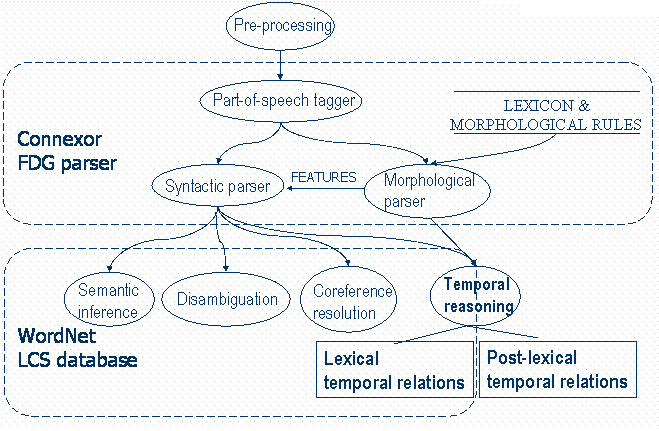 Pre-processing
Part-of-speech tagger
LEXICON &
MORPHOLOGICAL RULES
Connexor
FDG parser
Syntactic parser
FEATURES
Morphological
parser
Semantic
inference
Disambiguation
Coreference
resolution
Temporal
reasoning
WordNet
LCS database
Lexical
temporal relations
Post-lexical
temporal relations